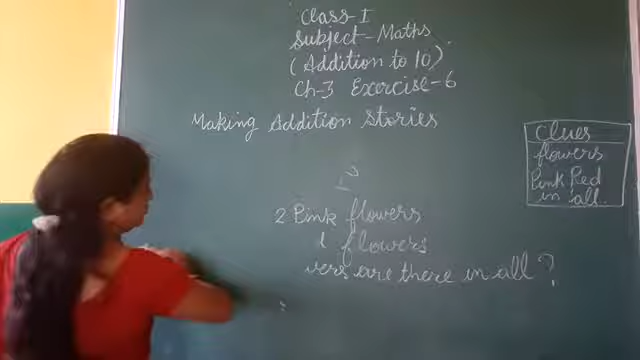 Class-I
Subject-Maths
(Addition to 10)
Ch-3 Exercise-6
Making Addition Stories
Clues
flowers
Pink Red
in all
2 Pink flowers
flowers
are there in all?